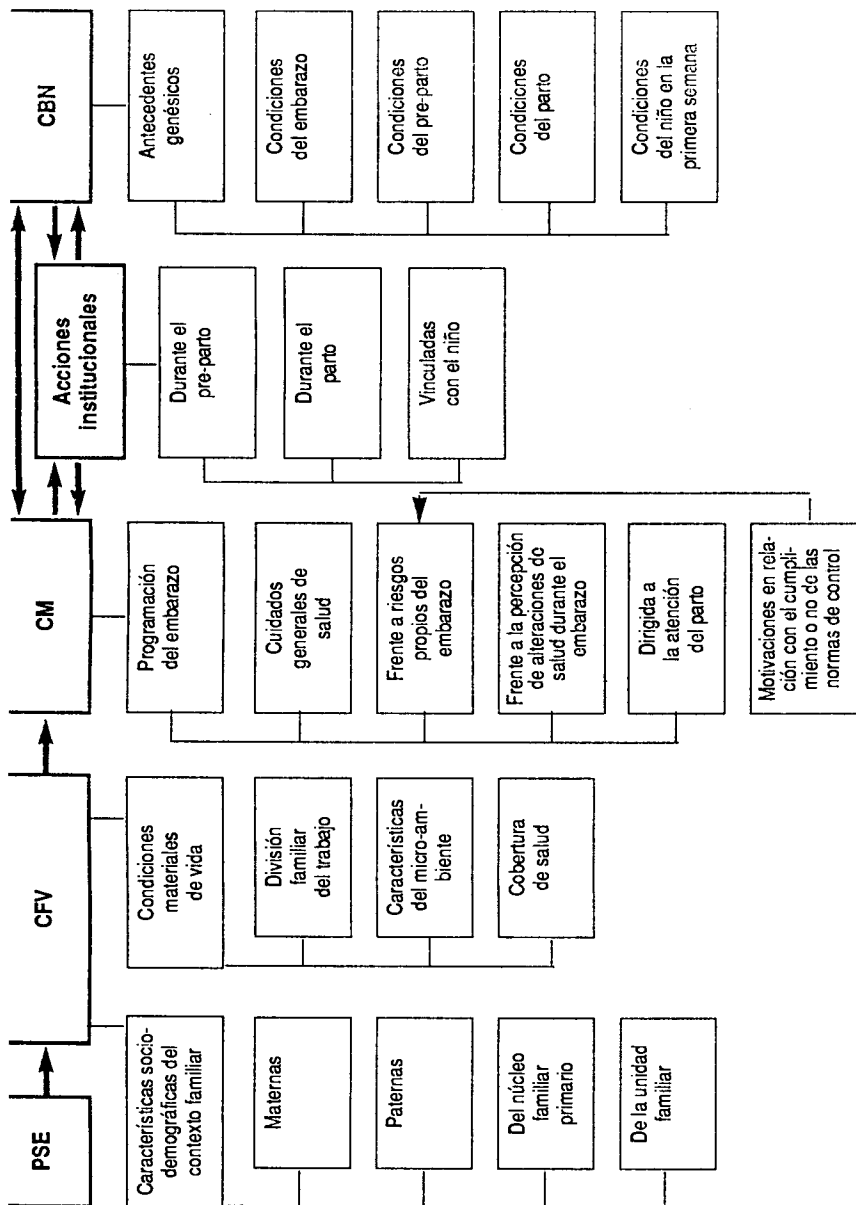 PSE
CFV
CM
Acciones
institucionales
CBN
Características socio-
demográficas del
contexto familiar
Maternas
Paternas
Del núcleo
familiar
primario
De la unidad
familiar
Condiciones
materiales
de vida
División
familiar
del trabajo
Características
del micro-am-
biente
Cobertura
de salud
Programación
del embarazo
Cuidados
generales de
salud
Frente a riesgos
propios del
embarazo
Frente a la percepción
de alteraciones de
salud durante el
embarazo
Dirigida a
la atención
del parto
Motivaciones en rela-
ción con el cumpli-
miento o no de las
normas de control
Durante el
pre-parto
Durante el
parto
Vinculadas
con el niño
Antecedentes
genésicos
Condiciones
del embarazo
Condiciones
del pre-parto
Condiciones
del parto
Condiciones
del niño en la
primera semana